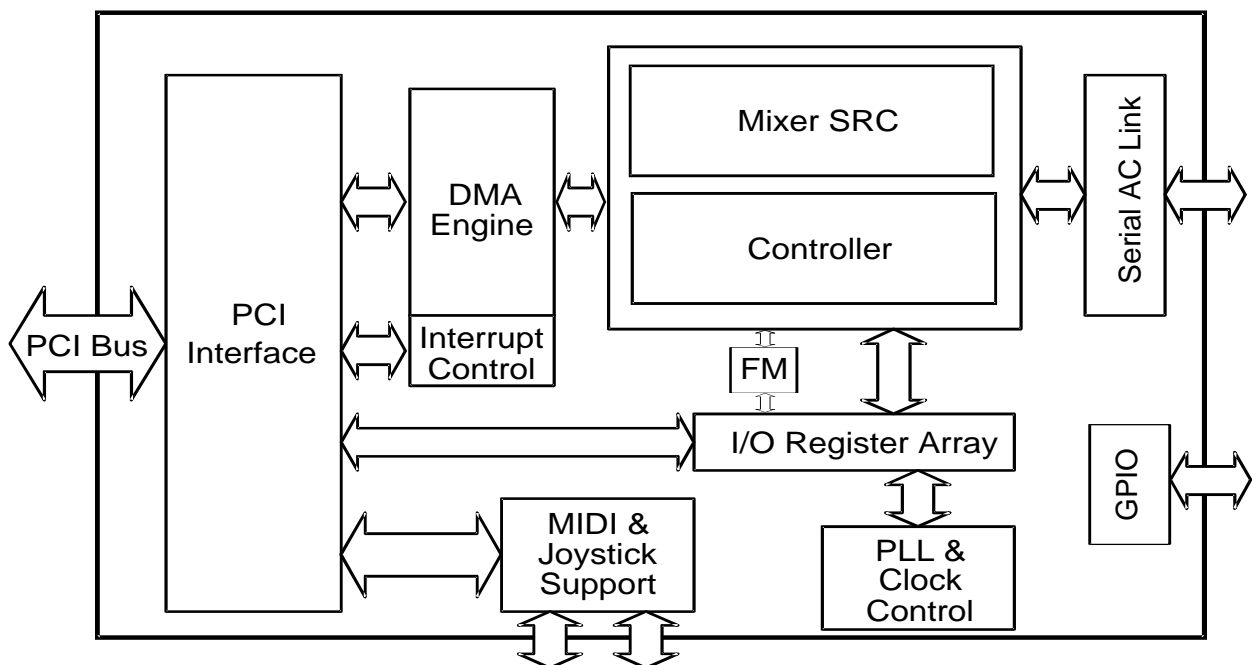 PCI Bus
PCI
Interface
DMA
Engine
Interrupt
Control
Mixer SRC
Controller
Serial AC Link
FM
I/O Register Array
GPIO
MIDI &
Joystick
Support
PLL &
Clock
Control